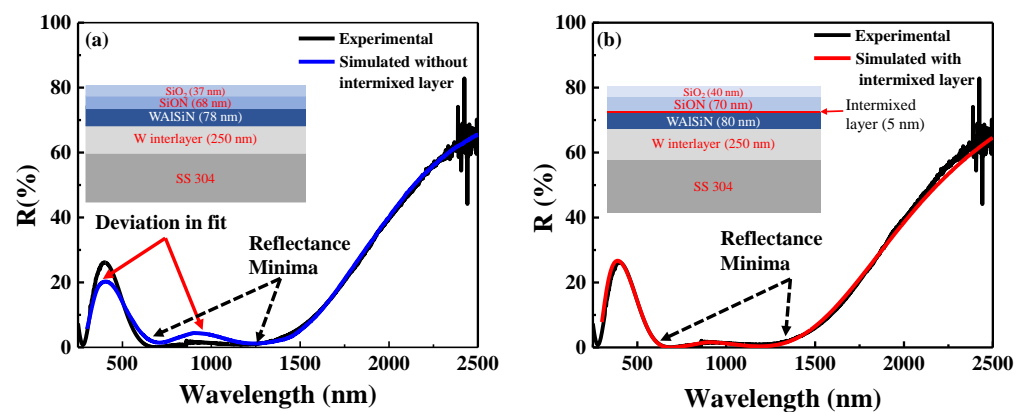 (a)
Experimental
Simulated without
intermixed layer
SiO₂ (37 nm)
SiON (68 nm)
WAlSiN (78 nm)
W interlayer (250 nm)
SS 304
Deviation in fit
Reflectance
Minima
R(%)
100
80
60
40
20
0
500
1000
1500
2000
2500
Wavelength (nm)
(b)
Experimental
Simulated with
intermixed layer
SiO₂ (40 nm)
SiON (70 nm)
WAlSiN (80 nm)
W interlayer (250 nm)
SS 304
Intermixed
layer (5 nm)
Reflectance
Minima
R (%)
100
80
60
40
20
0
500
1000
1500
2000
2500
Wavelength (nm)